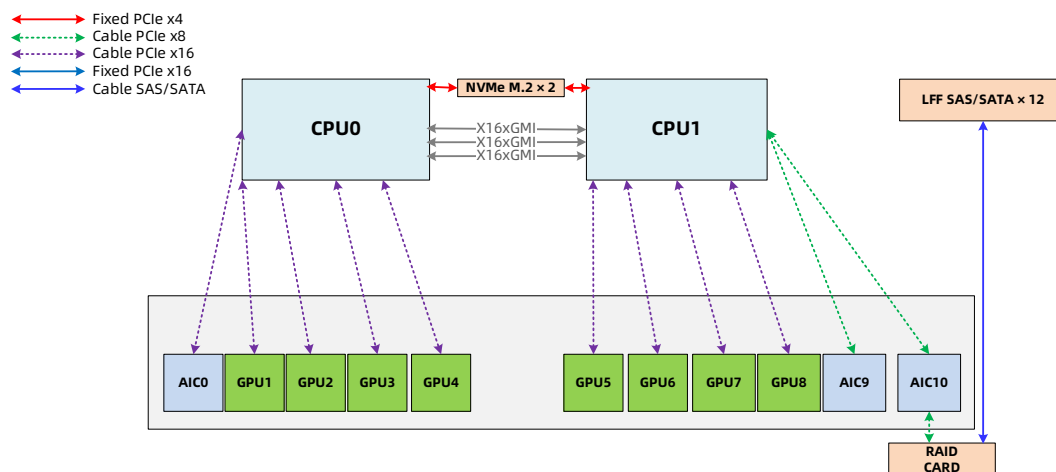 Fixed PCIe x4
Cable PCIe x8
Cable PCIe x16
Fixed PCIe x16
Cable SAS/SATA
NVMe M.2 × 2
LFF SAS/SATA × 12
CPU0
CPU1
X16xGMI
X16xGMI
X16xGMI
AIC0
GPU1
GPU2
GPU3
GPU4
GPU5
GPU6
GPU7
GPU8
AIC9
AIC10
RAID
CARD